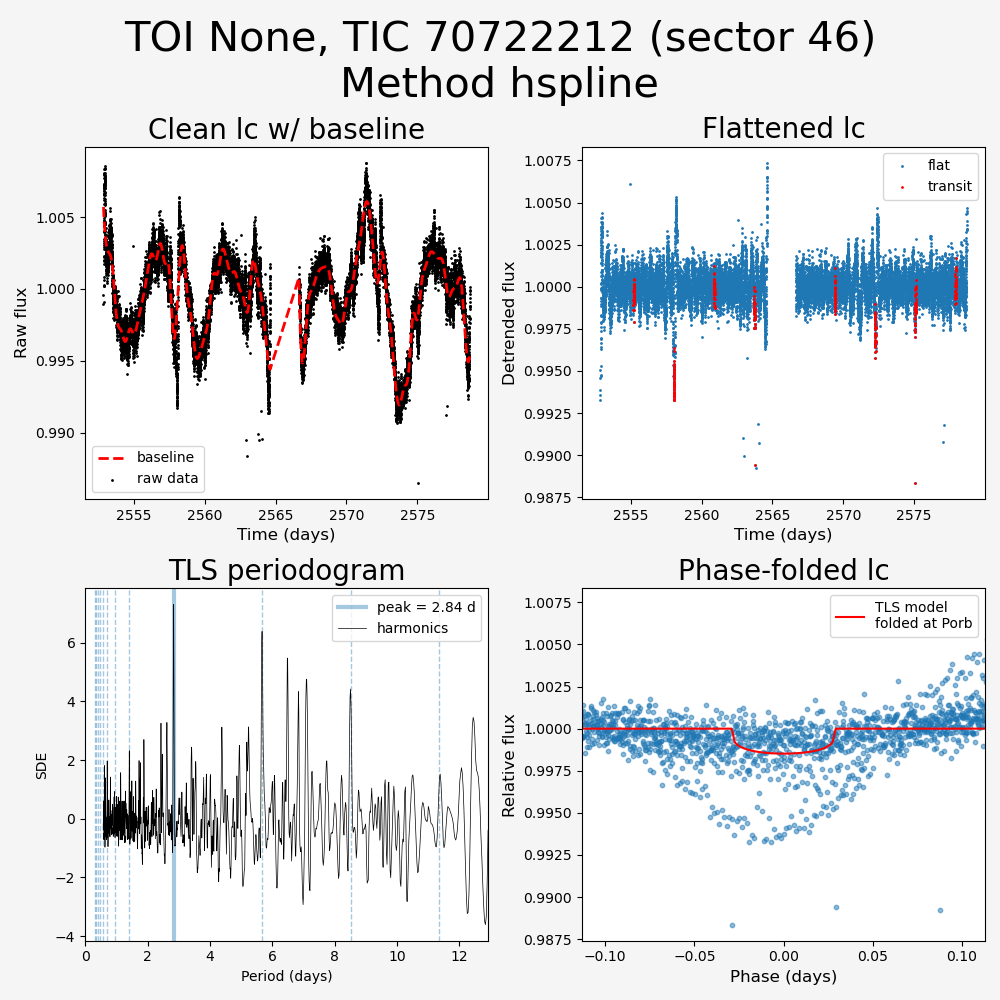 TOI None, TIC 70722212 (sector 46)
Method hspline
Clean lc w/ baseline
Raw flux
1.005
1.000
0.995
0.990
baseline
raw data
2555
2560
2565
2570
2575
Time (days)
Flattened lc
Detrended flux
1.0075
1.0050
1.0025
1.0000
0.9975
0.9950
0.9925
0.9900
0.9875
flat
transit
2555
2560
2565
2570
2575
Time (days)
TLS periodogram
SDE
6
4
2
0
−2
−4
peak = 2.84 d
harmonics
0
2
4
6
8
10
12
Period (days)
Phase-folded lc
Relative flux
1.0075
1.0050
1.0025
1.0000
0.9975
0.9950
0.9925
0.9900
0.9875
TLS model
folded at Porb
−0.10
−0.05
0.00
0.05
0.10
Phase (days)